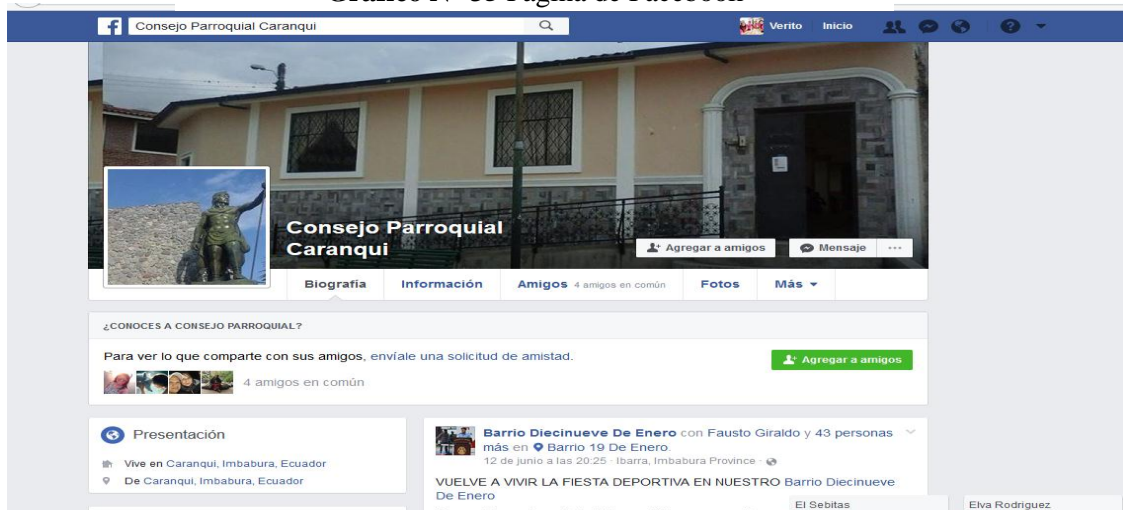 Gráfico N° 35 Página de Facebook
Consejo Parroquial Caranqui
Verito Inicio
Consejo Parroquial
Caranqui
Agregar a amigos
Mensaje
Biografía Información Amigos 4 amigos en común Fotos Más
¿CONOCES A CONSEJO PARROQUIAL?
Para ver lo que comparte con sus amigos, envíale una solicitud de amistad.
Agregar a amigos
4 amigos en común
Presentación
Vive en Caranqui, Imbabura, Ecuador
De Caranqui, Imbabura, Ecuador
Barrio Diecinueve De Enero con Fausto Giraldo y 43 personas
más en Barrio 19 De Enero.
12 de junio a las 20:25 · Ibarra, Imbabura Province ·
VUELVE A VIVIR LA FIESTA DEPORTIVA EN NUESTRO Barrio Diecinueve
De Enero
El Sebitas
Elva Rodriguez